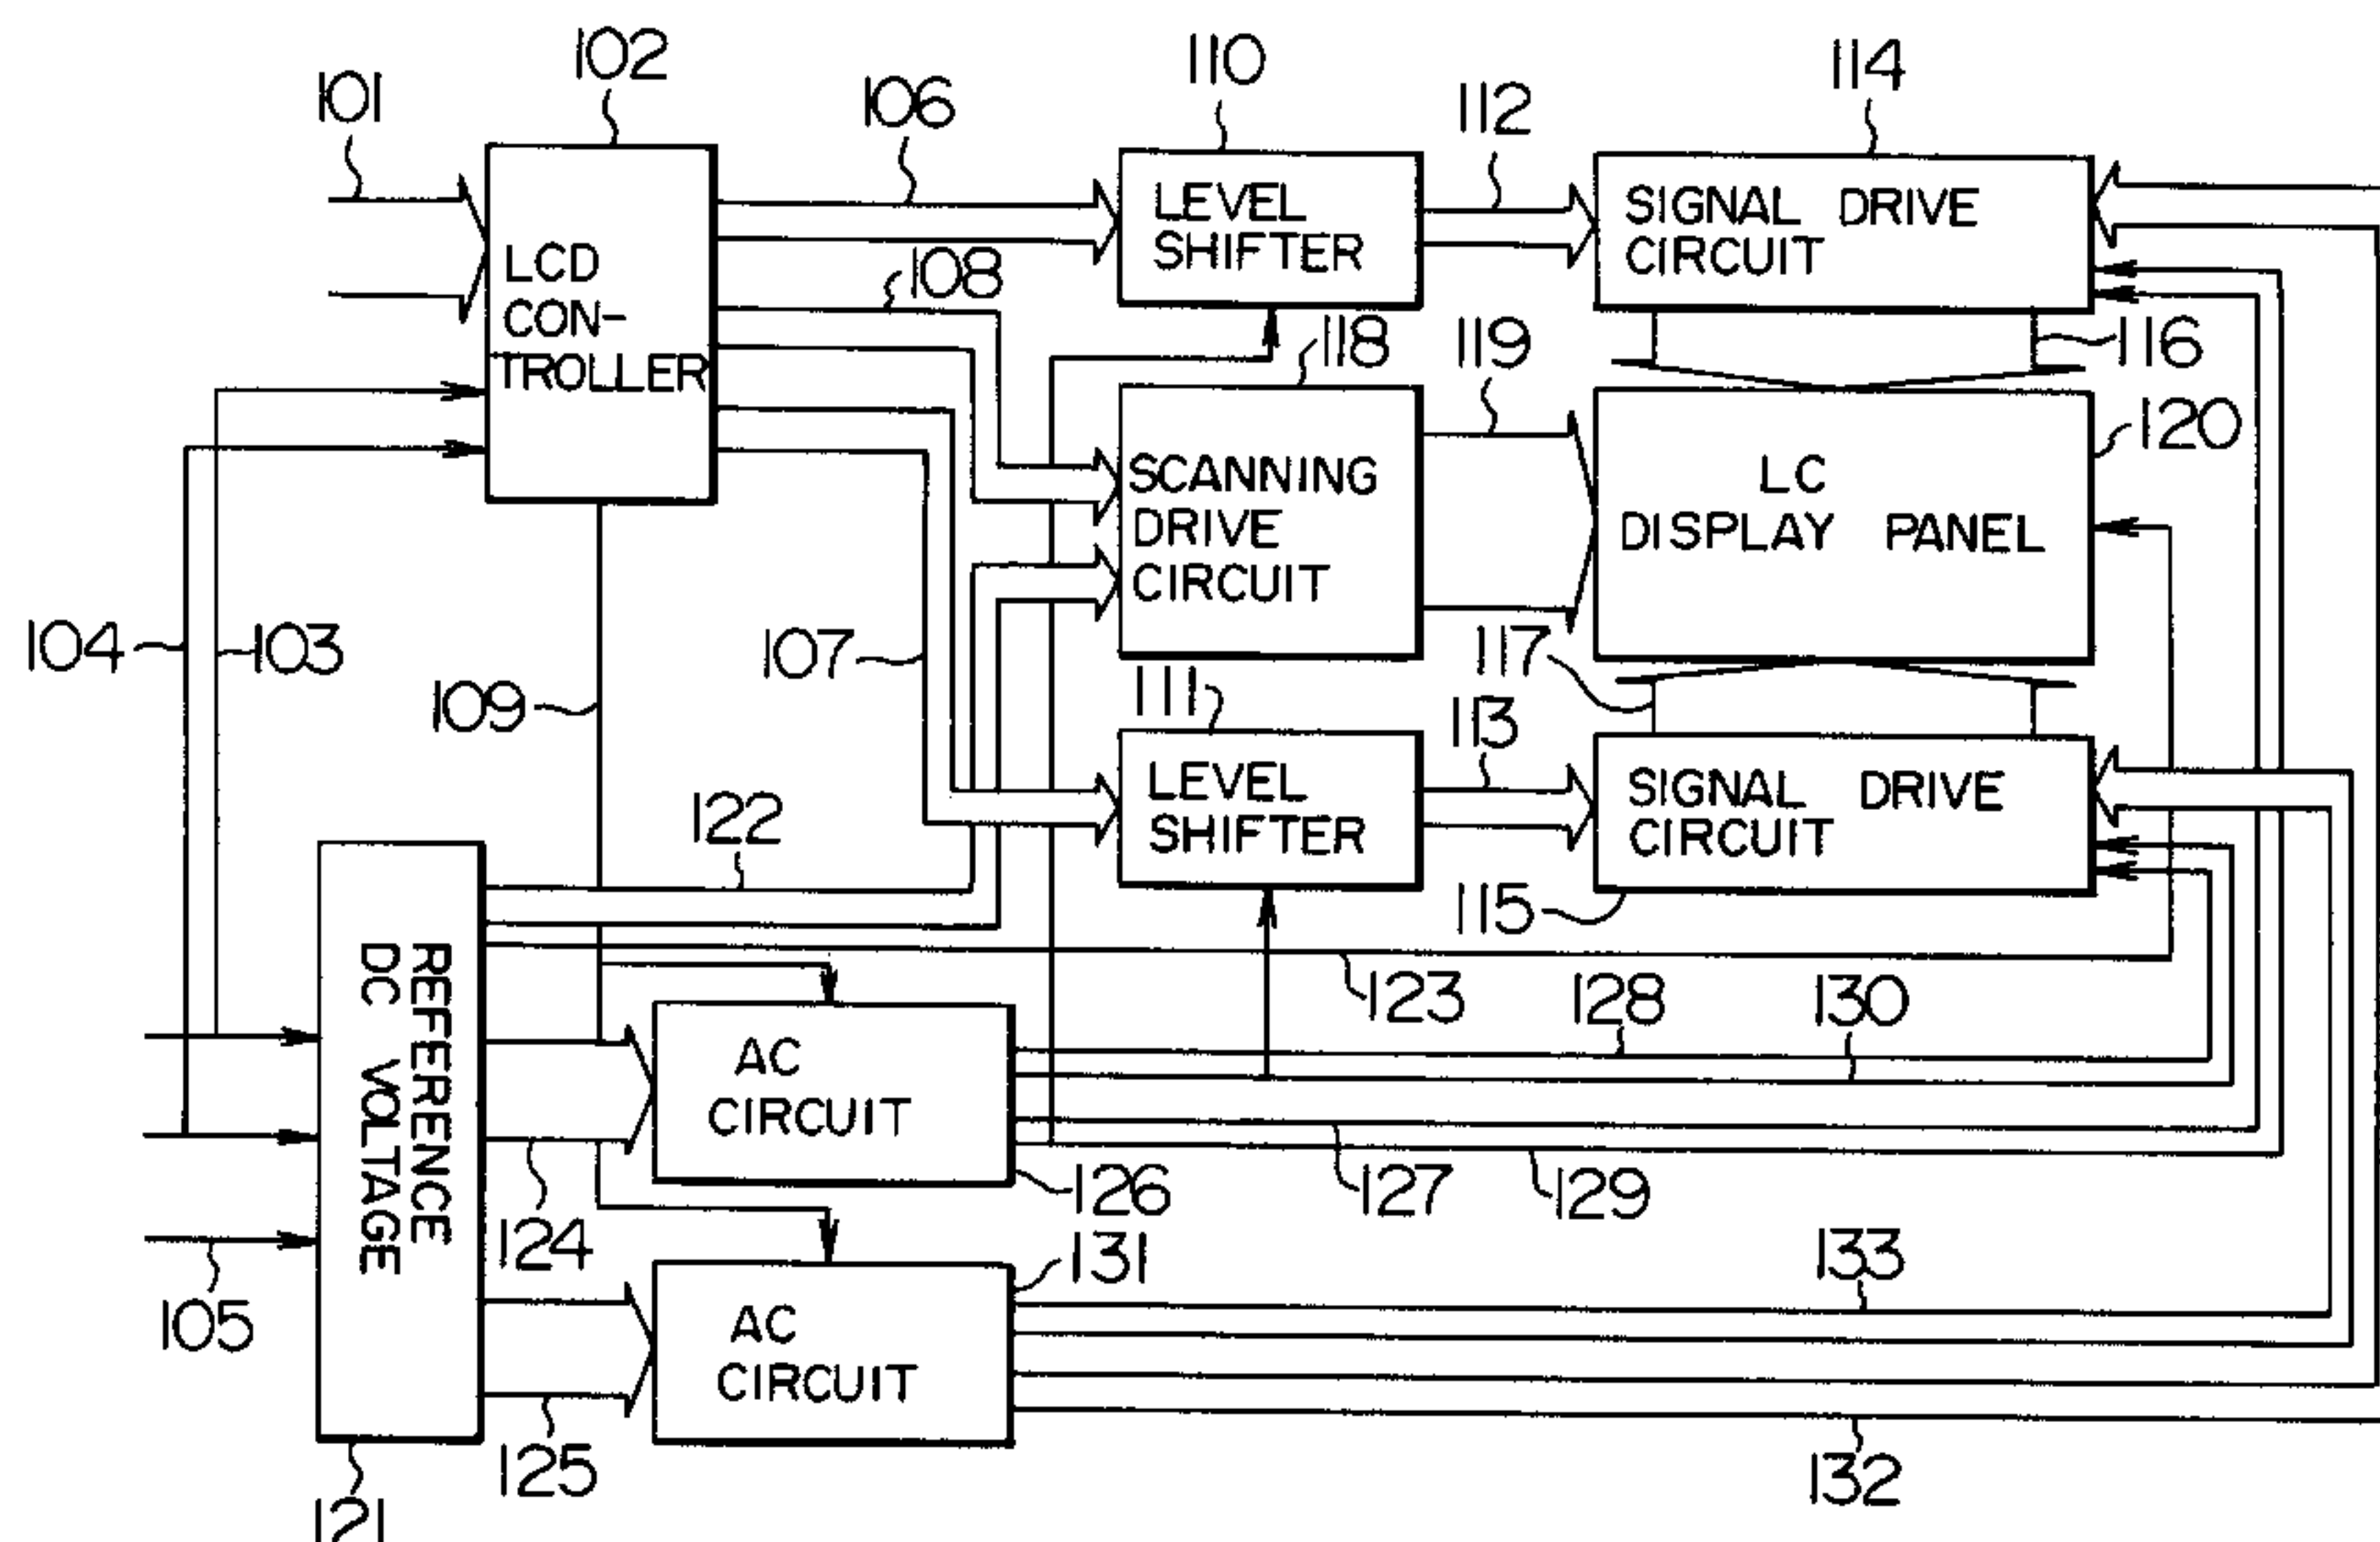 101
102
106
110
112
114
LCD
CON-
TROLLER
LEVEL
SHIFTER
SIGNAL DRIVE
CIRCUIT
108
118
119
116
120
SCANNING
DRIVE
CIRCUIT
LC
DISPLAY PANEL
104
103
109
107
111
113
117
LEVEL
SHIFTER
SIGNAL DRIVE
CIRCUIT
115
122
REFERENCE
DC VOLTAGE
123
128
130
AC
CIRCUIT
126
127
129
124
105
131
133
AC
CIRCUIT
125
121
132